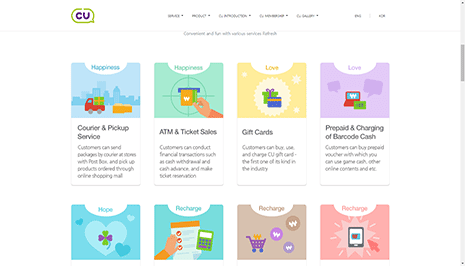 CU
SERVICE PRODUCT CU INTRODUCTION CU MEMBERSHIP CU GALLERY ENG KOR
Convenient and fun with various services Refresh
Happiness
Happiness
Love
Love
Courier & Pickup
Service
Customers can send
packages by courier at stores
with Post Box, and pick up
products ordered through
online shopping mall
ATM & Ticket Sales
Customers can conduct
financial transactions such
as cash withdrawal and
cash advance, and make
ticket reservation
Gift Cards
Customers can buy, use,
and charge CU gift card -
the first one of its kind in
the industry
Prepaid & Charging
of Barcode Cash
Customers can buy prepaid
voucher with which you
can use game cash, other
online contents and etc.
Hope
Recharge
Recharge
Recharge